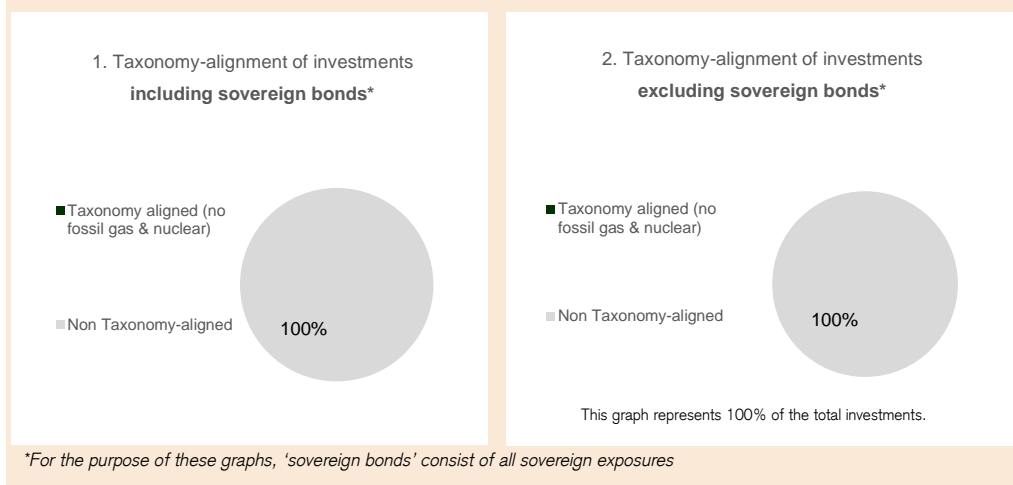 1. Taxonomy-alignment of investments
including sovereign bonds*
Taxonomy aligned (no
fossil gas & nuclear)
Non Taxonomy-aligned
100%
2. Taxonomy-alignment of investments
excluding sovereign bonds*
Taxonomy aligned (no
fossil gas & nuclear)
Non Taxonomy-aligned
100%
This graph represents 100% of the total investments.
*For the purpose of these graphs, ‘sovereign bonds’ consist of all sovereign exposures